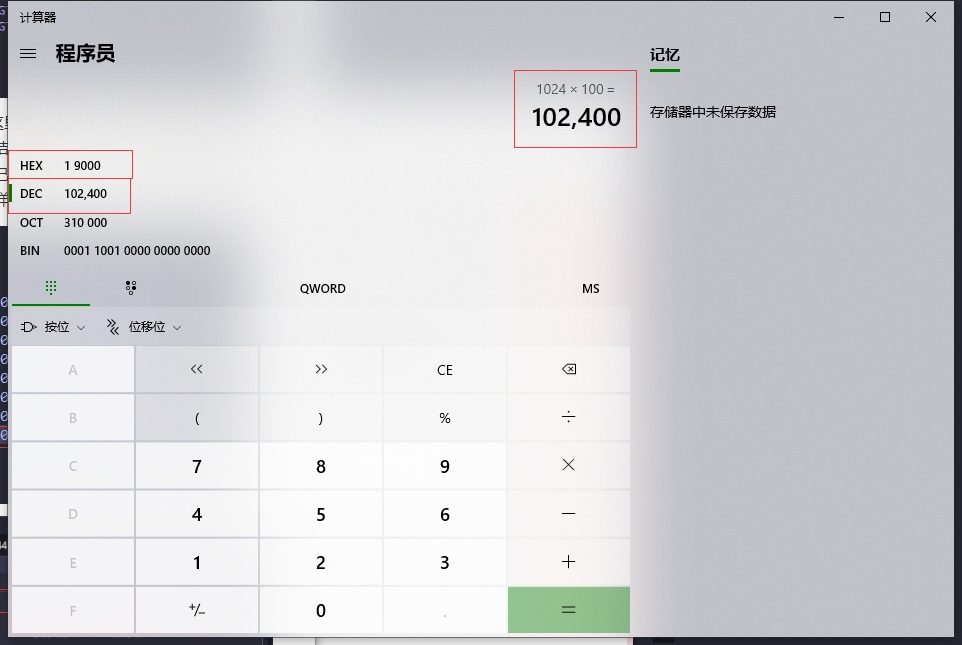 计算器
程序员
记忆
1024 × 100 =
102,400
存储器中未保存数据
HEX 1 9000
DEC 102,400
OCT 310 000
BIN 0001 1001 0000 0000 0000
QWORD MS
按位 位移位
A << >> CE
B ( ) % ÷
C 7 8 9 ×
D 4 5 6 −
E 1 2 3 +
F +/− 0 . =